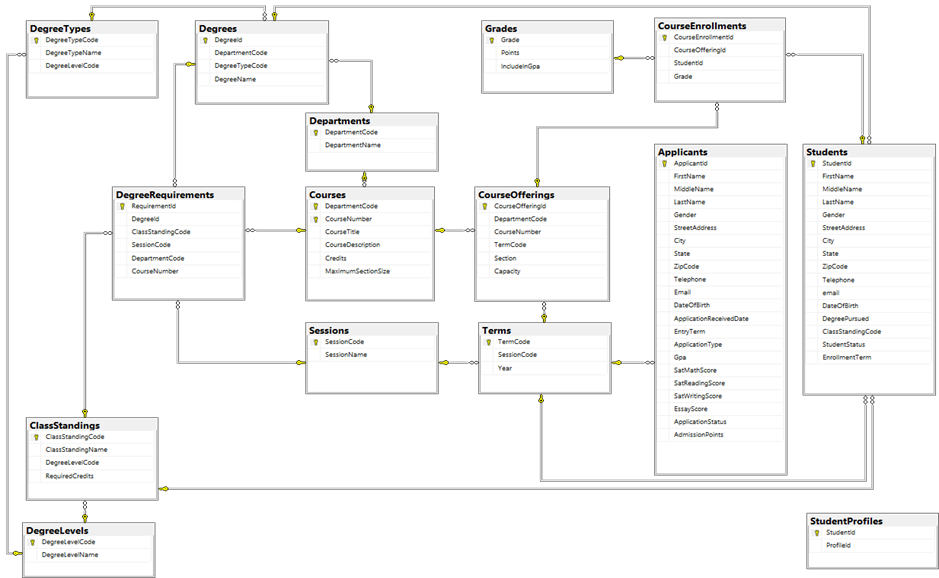 DegreeTypes
DegreeTypeCode
DegreeTypeName
DegreeLevelCode
Degrees
DegreeId
DepartmentCode
DegreeTypeCode
DegreeName
Grades
Grade
Points
IncludeInGpa
CourseEnrollments
CourseEnrollmentId
CourseOfferingId
StudentId
Grade
Departments
DepartmentCode
DepartmentName
DegreeRequirements
RequirementId
DegreeId
ClassStandingCode
SessionCode
DepartmentCode
CourseNumber
Courses
DepartmentCode
CourseNumber
CourseTitle
CourseDescription
Credits
MaximumSectionSize
CourseOfferings
CourseOfferingId
DepartmentCode
CourseNumber
TermCode
Section
Capacity
Applicants
ApplicantId
FirstName
MiddleName
LastName
Gender
StreetAddress
City
State
ZipCode
Telephone
Email
DateOfBirth
ApplicationReceivedDate
EntryTerm
ApplicationType
Gpa
SatMathScore
SatReadingScore
SatWritingScore
EssayScore
ApplicationStatus
AdmissionPoints
Students
StudentId
FirstName
MiddleName
LastName
Gender
StreetAddress
City
State
ZipCode
Telephone
email
DateOfBirth
DegreePursued
ClassStandingCode
StudentStatus
EnrollmentTerm
Sessions
SessionCode
SessionName
Terms
TermCode
SessionCode
Year
ClassStandings
ClassStandingCode
ClassStandingName
DegreeLevelCode
RequiredCredits
DegreeLevels
DegreeLevelCode
DegreeLevelName
StudentProfiles
StudentId
ProfileId